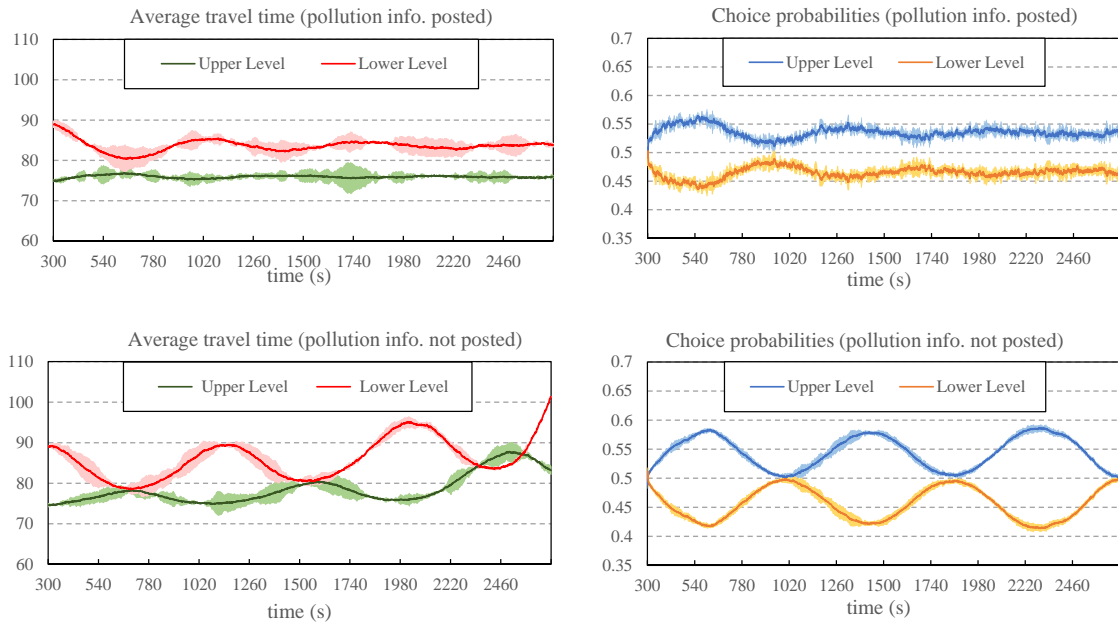 Average travel time (pollution info. posted)
110
100
90
80
70
60
Upper Level
Lower Level
300 540 780 1020 1260 1500 1740 1980 2220 2460
time (s)
Choice probabilities (pollution info. posted)
0.7
0.65
0.6
0.55
0.5
0.45
0.4
0.35
Upper Level
Lower Level
300 540 780 1020 1260 1500 1740 1980 2220 2460
time (s)
Average travel time (pollution info. not posted)
110
100
90
80
70
60
Upper Level
Lower Level
300 540 780 1020 1260 1500 1740 1980 2220 2460
time (s)
Choice probabilities (pollution info. not posted)
0.7
0.65
0.6
0.55
0.5
0.45
0.4
0.35
Upper Level
Lower Level
300 540 780 1020 1260 1500 1740 1980 2220 2460
time (s)